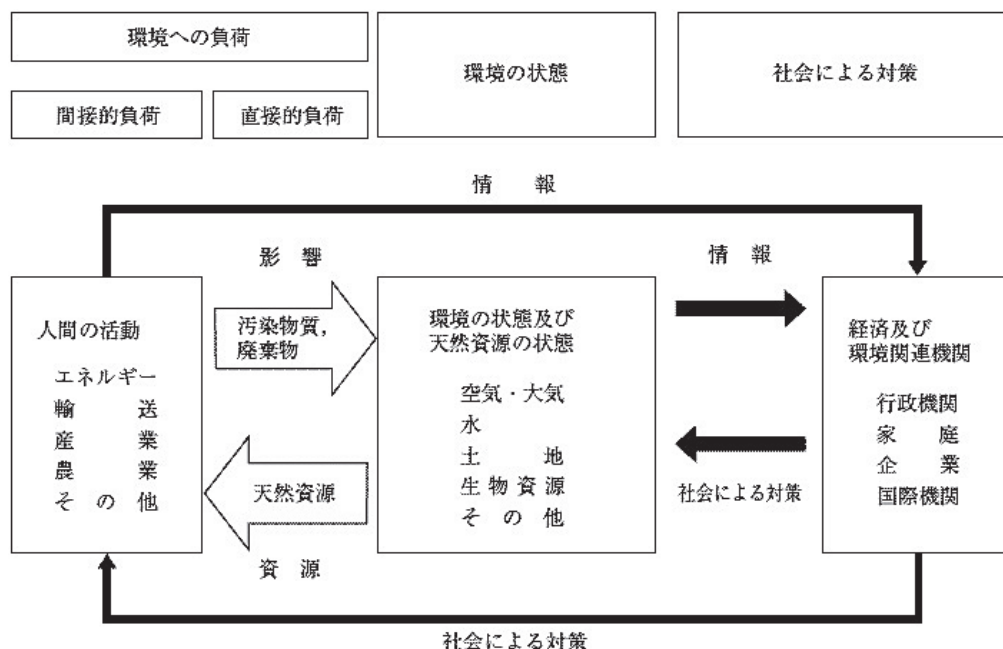 環境への負荷
環境の状態
社会による対策
間接的負荷
直接的負荷
情報
影響
情報
人間の活動
エネルギー
輸送
産業
農業
その他
汚染物質,
廃棄物
天然資源
資源
環境の状態及び
天然資源の状態
空気・大気
水
土地
生物資源
その他
社会による対策
経済及び
環境関連機関
行政機関
家庭
企業
国際機関
社会による対策